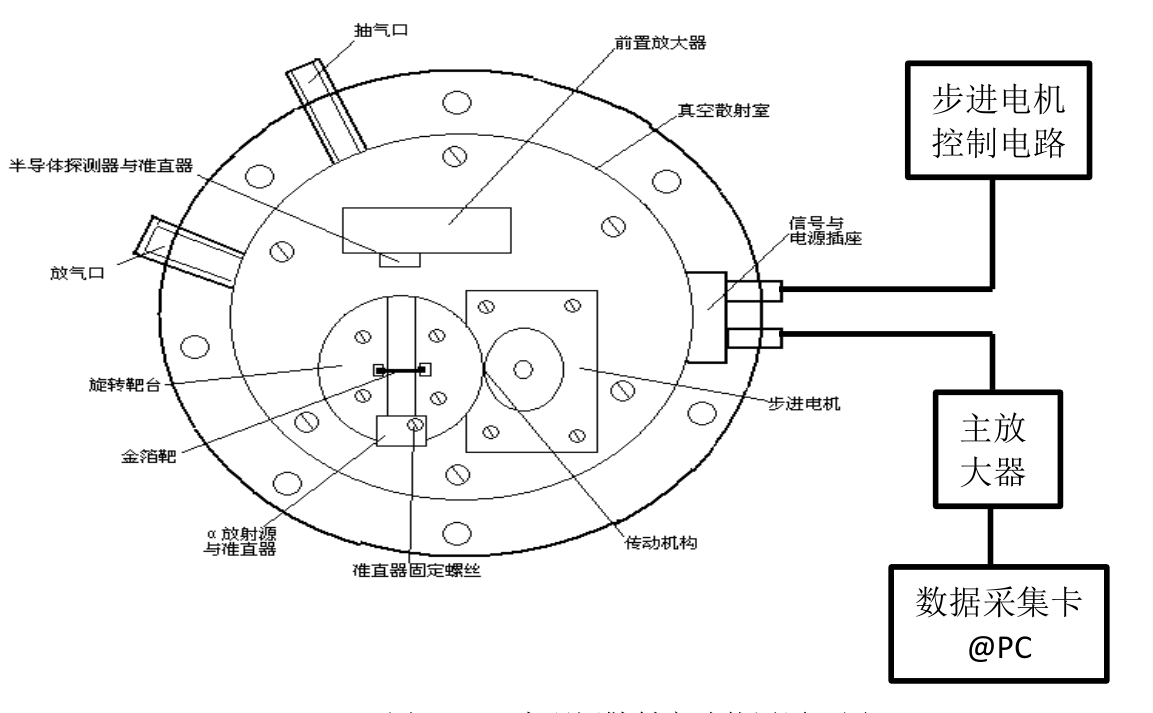 抽气口
前置放大器
真空散射室
半导体探测器与准直器
放气口
信号与
电源插座
步进电机
控制电路
旋转靶台
金箔靶
α放射源
与准直器
准直器固定螺丝
传动机构
步进电机
主放
大器
数据采集卡
@PC